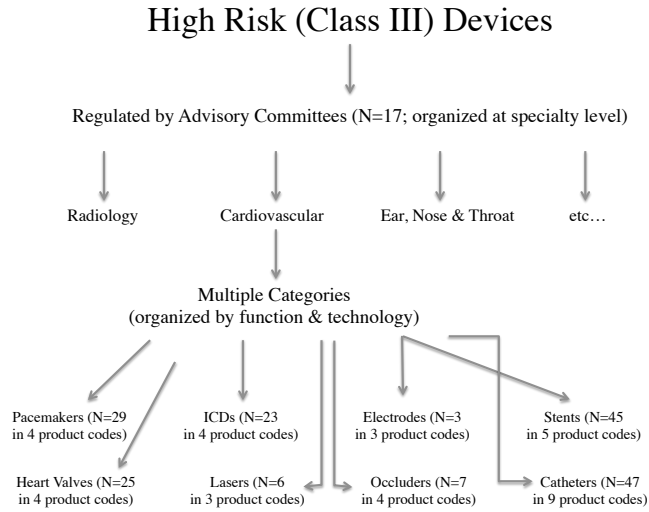 High Risk (Class III) Devices
Regulated by Advisory Committees (N=17; organized at specialty level)
Radiology
Cardiovascular
Ear, Nose & Throat
etc…
Multiple Categories
(organized by function & technology)
Pacemakers (N=29
in 4 product codes)
ICDs (N=23
in 4 product codes)
Electrodes (N=3
in 3 product codes)
Stents (N=45
in 5 product codes)
Heart Valves (N=25
in 4 product codes)
Lasers (N=6
in 3 product codes)
Occluders (N=7
in 4 product codes)
Catheters (N=47
in 9 product codes)